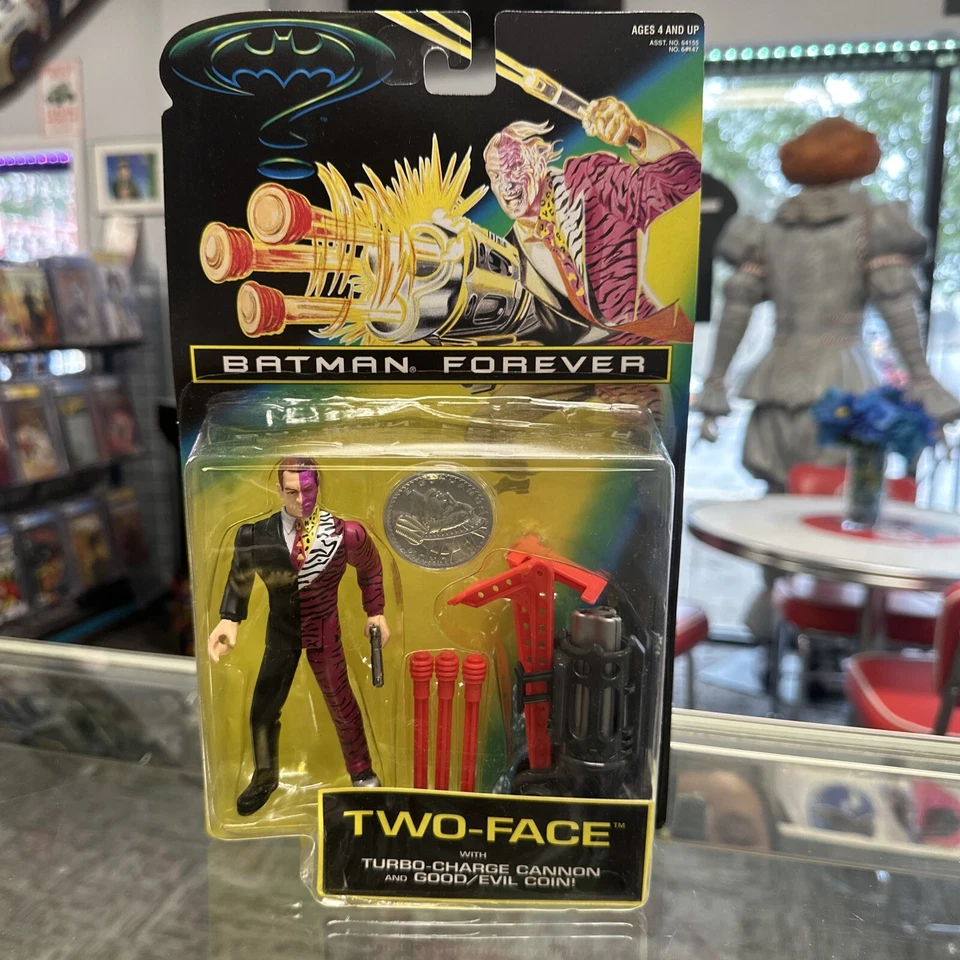 AGES 4 AND UP
ASST. NO. 64155
NO. 64147
BATMAN® FOREVER
TWO-FACE™
WITH
TURBO-CHARGE CANNON
AND GOOD/EVIL COIN!